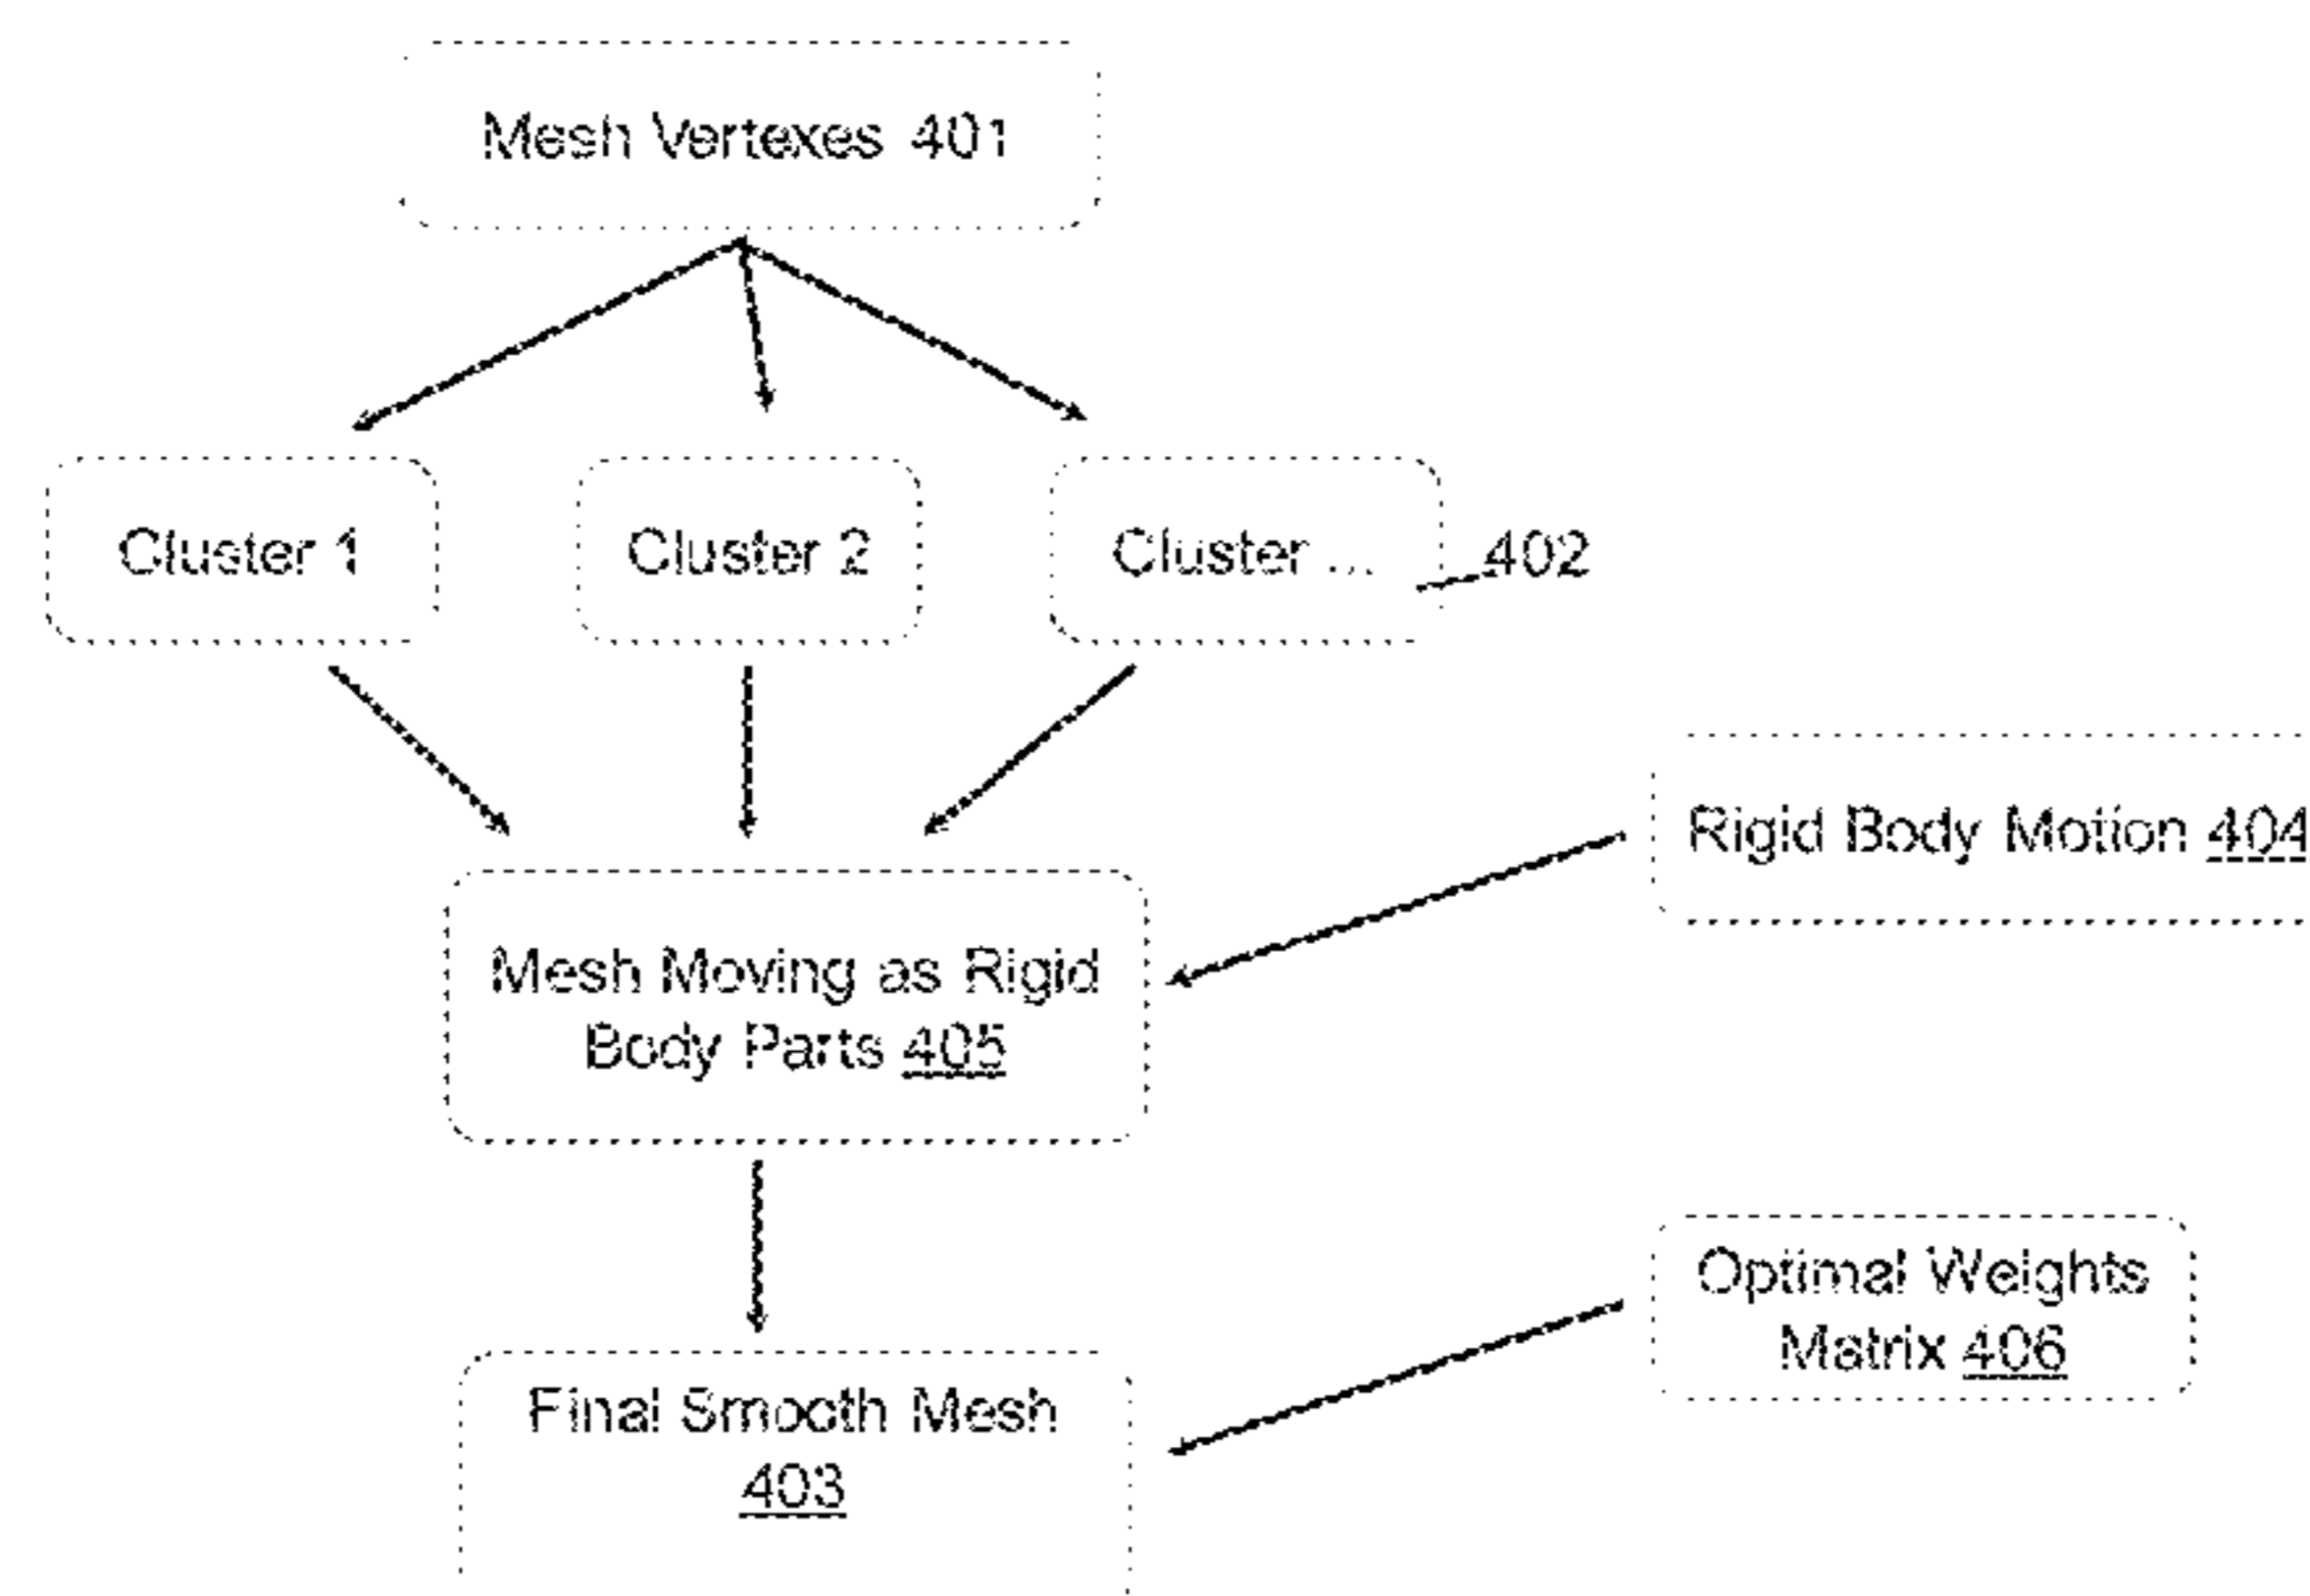 Mesh Vertexes 401
Cluster 1
Cluster 2
Cluster ...
402
Rigid Body Motion 404
Mesh Moving as Rigid
Body Parts 405
Optimal Weights
Matrix 406
Final Smooth Mesh
403